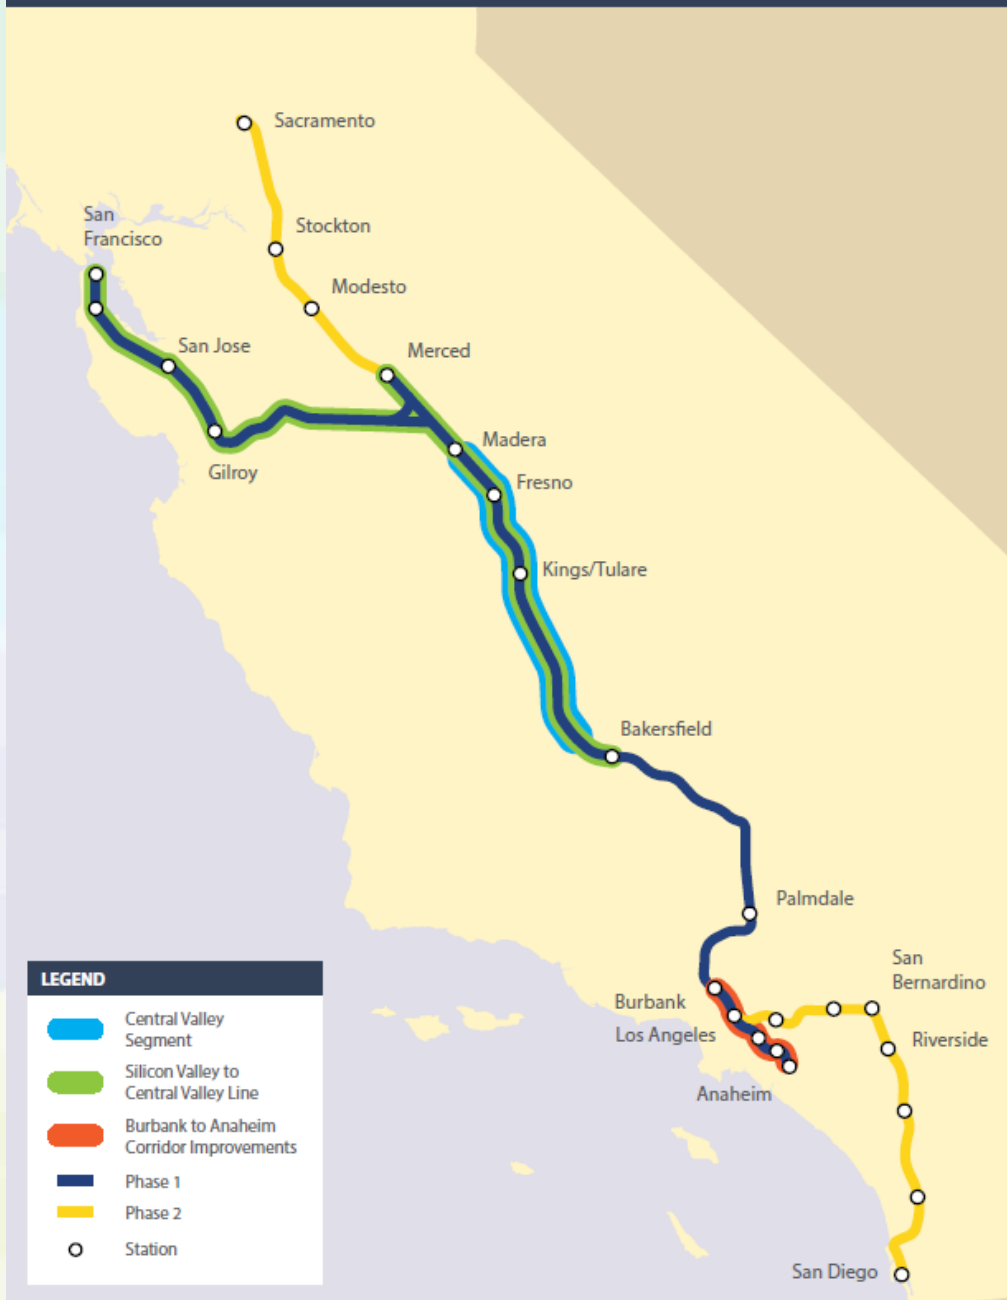 Sacramento
San
Francisco
Stockton
Modesto
San Jose
Merced
Gilroy
Madera
Fresno
Kings/Tulare
Bakersfield
Palmdale
San
Bernardino
Burbank
Los Angeles
Riverside
Anaheim
San Diego
LEGEND
Central Valley
Segment
Silicon Valley to
Central Valley Line
Burbank to Anaheim
Corridor Improvements
Phase 1
Phase 2
Station